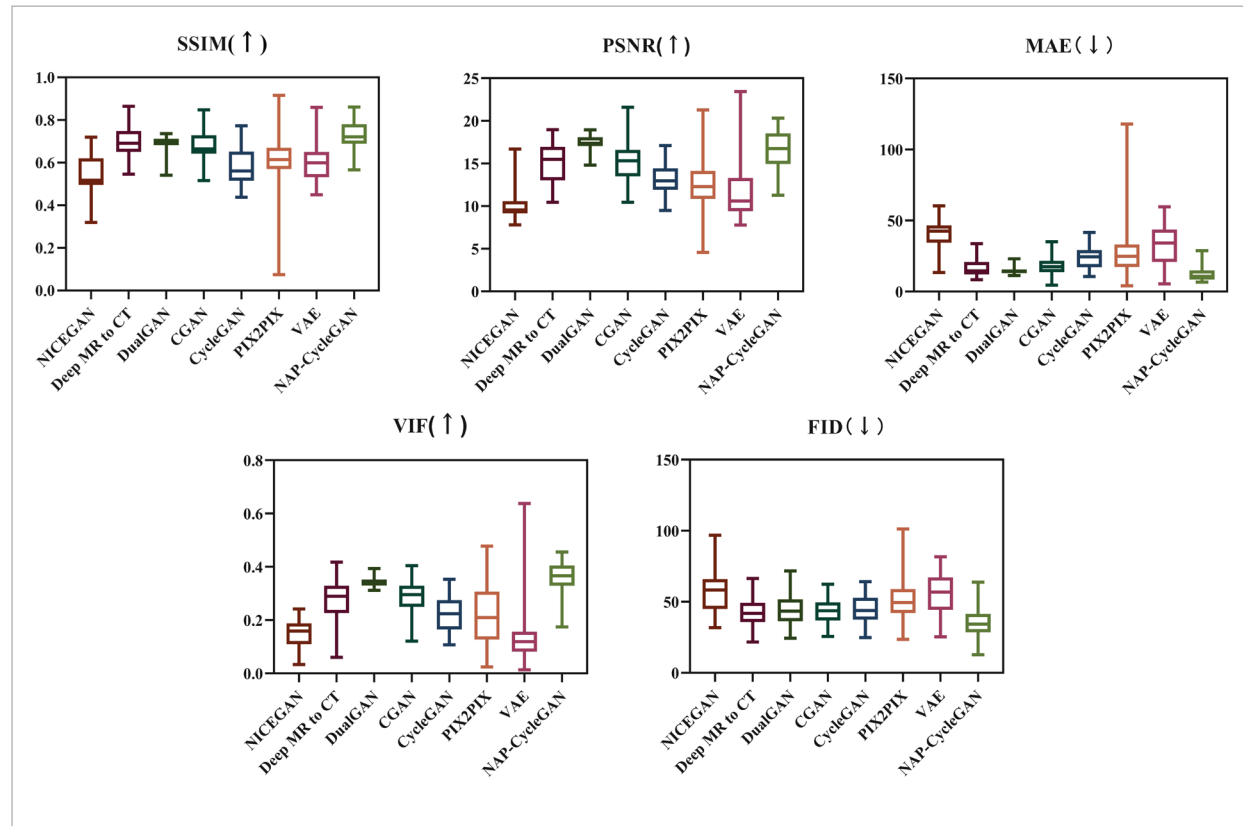 SSIM(↑)
1.0
0.8
0.6
0.4
0.2
0.0
NICEGAN
Deep MR to CT
DualGAN
CGAN
CycleGAN
PIX2PIX
VAE
NAP-CycleGAN
PSNR(↑)
25
20
15
10
5
0
NICEGAN
Deep MR to CT
DualGAN
CGAN
CycleGAN
PIX2PIX
VAE
NAP-CycleGAN
MAE(↓)
150
100
50
0
NICEGAN
Deep MR to CT
DualGAN
CGAN
CycleGAN
PIX2PIX
VAE
NAP-CycleGAN
VIF(↑)
0.8
0.6
0.4
0.2
0.0
NICEGAN
Deep MR to CT
DualGAN
CGAN
CycleGAN
PIX2PIX
VAE
NAP-CycleGAN
FID(↓)
150
100
50
0
NICEGAN
Deep MR to CT
DualGAN
CGAN
CycleGAN
PIX2PIX
VAE
NAP-CycleGAN